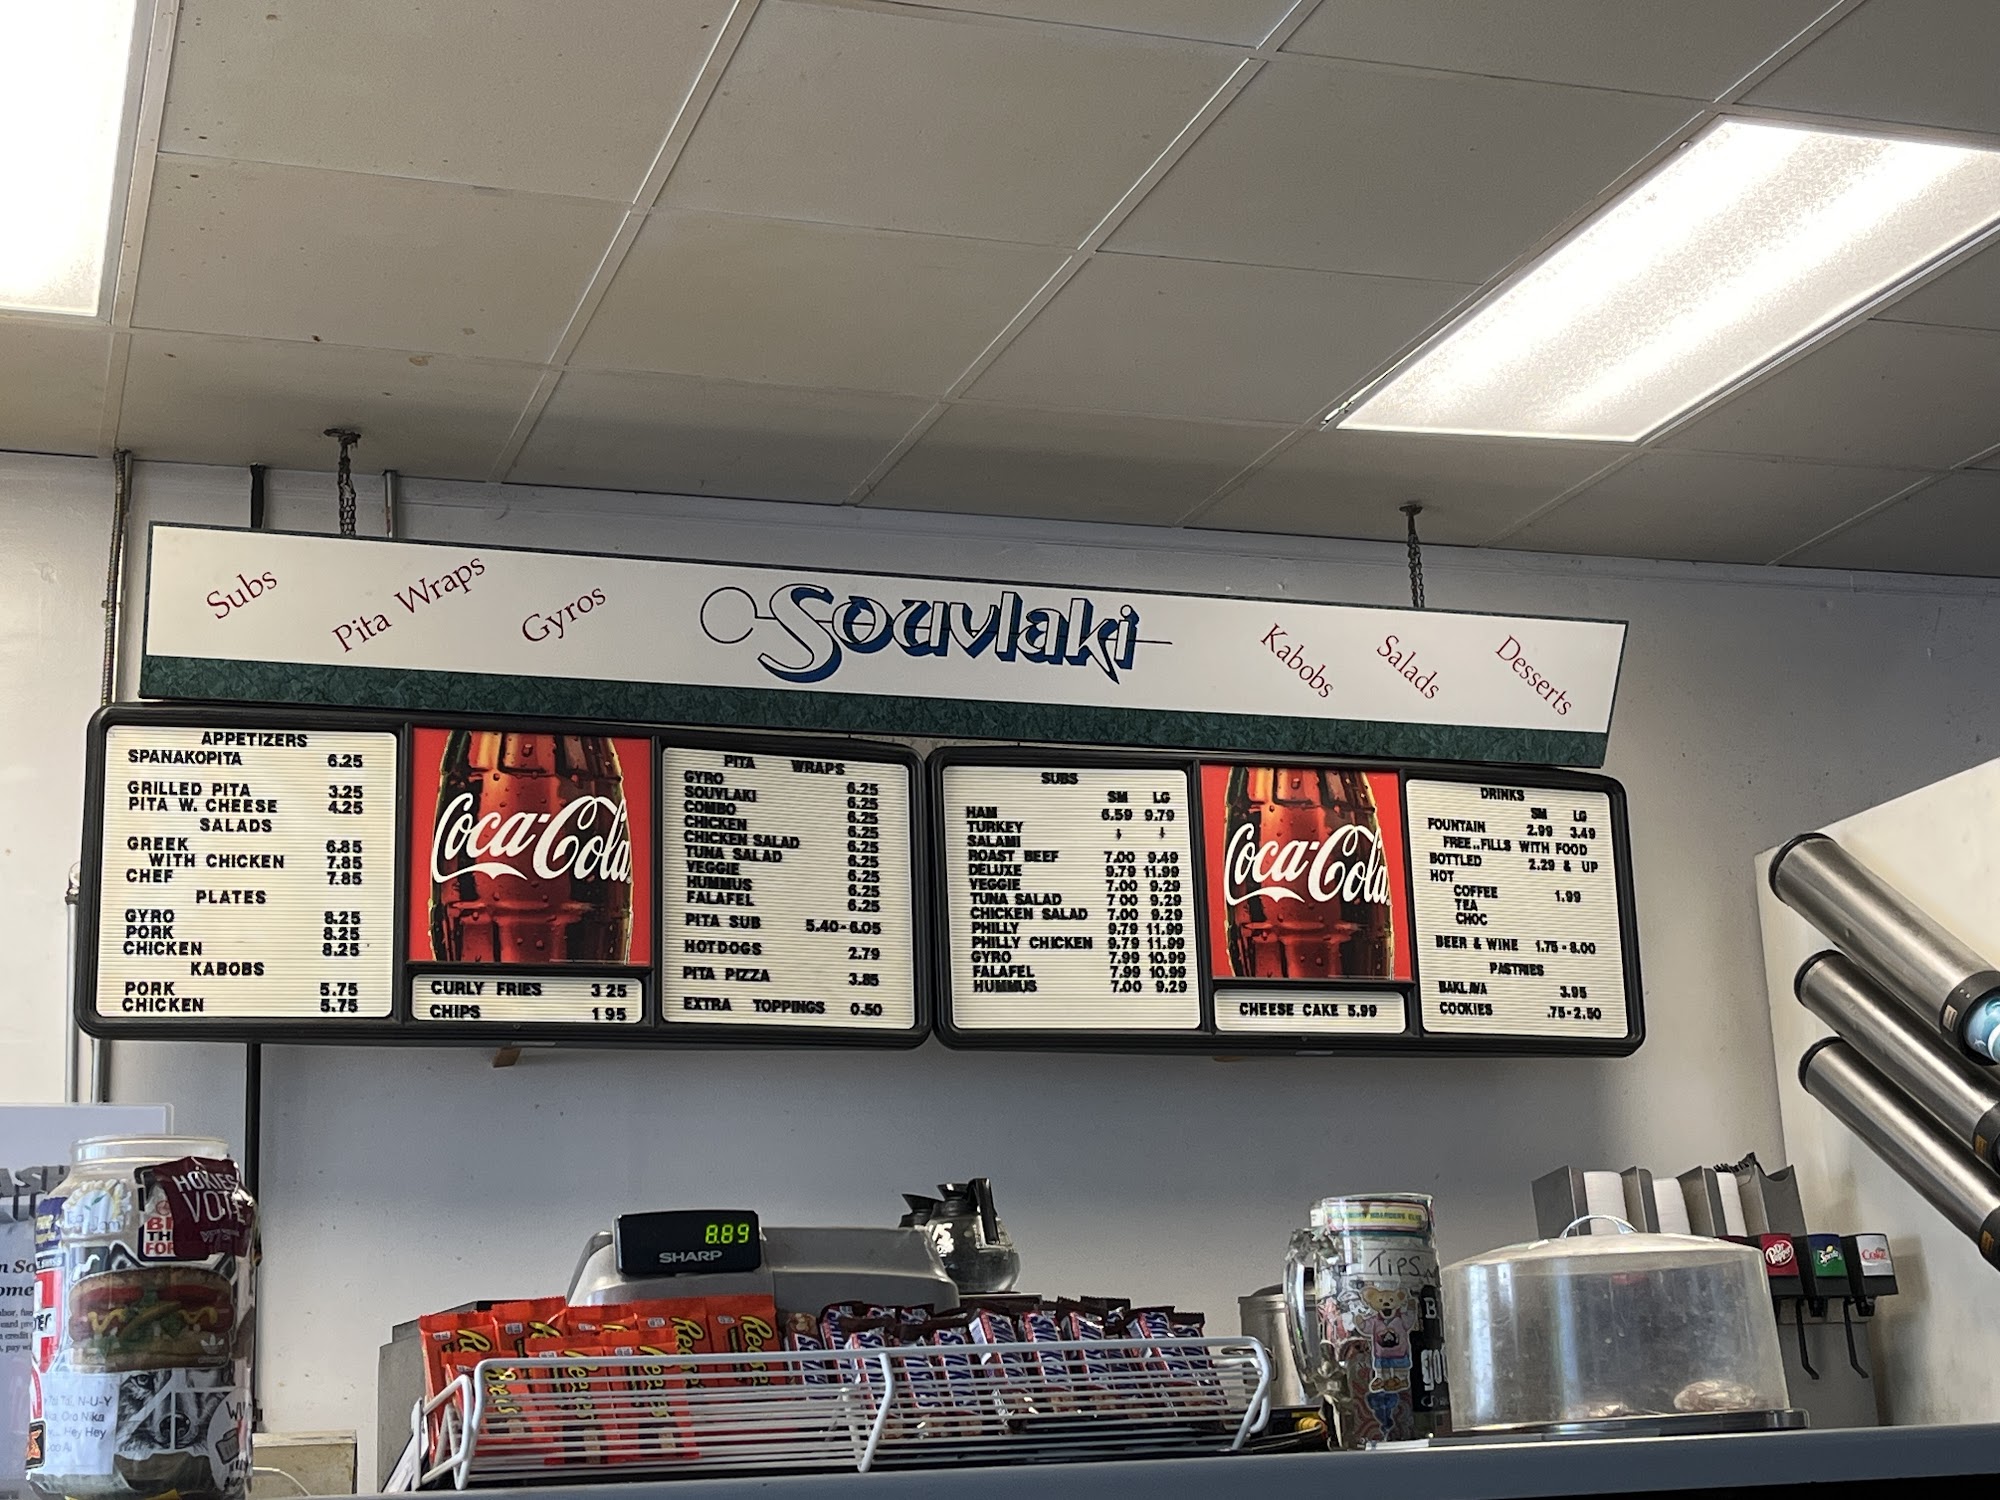 Subs
Pita Wraps
Gyros
Souvlaki
Kabobs
Salads
Desserts
APPETIZERS
SPANAKOPITA 6.25
GRILLED PITA 3.25
PITA W. CHEESE 4.25
SALADS
GREEK 6.85
WITH CHICKEN 7.85
CHEF 7.85
PLATES
GYRO 8.25
PORK 8.25
CHICKEN 8.25
KABOBS
PORK 5.75
CHICKEN 5.75
Coca-Cola
CURLY FRIES 3 25
CHIPS 1 95
PITA WRAPS
GYRO 6.25
SOUVLAKI 6.25
COMBO 6.25
CHICKEN 6.25
CHICKEN SALAD 6.25
TUNA SALAD 6.25
VEGGIE 6.25
HUMMUS 6.25
FALAFEL 6.25
PITA SUB 5.40-6.05
HOTDOGS 2.79
PITA PIZZA 3.85
EXTRA TOPPINGS 0.50
SUBS
SM LG
HAM 6.59 9.79
TURKEY ↓ ↓
SALAMI
ROAST BEEF 7.00 9.49
DELUXE 9.79 11.99
VEGGIE 7.00 9.29
TUNA SALAD 7 00 9.29
CHICKEN SALAD 7.00 9.29
PHILLY 9.79 11.99
PHILLY CHICKEN 9.79 11.99
GYRO 7.99 10.99
FALAFEL 7.99 10.99
HUMMUS 7.00 9.29
Coca-Cola
CHEESE CAKE 5.99
DRINKS
SM LG
FOUNTAIN 2.99 3.49
FREE..FILLS WITH FOOD
BOTTLED 2.29 & UP
HOT
COFFEE 1.99
TEA
CHOC
BEER & WINE 1.75-8.00
PASTRIES
BAKLAVA 3.95
COOKIES .75-2.50
HOKIES
VOTE
8.89
SHARP
TIPS
Reese's
Dr Pepper
Sprite
Coke
N-U-Y
Oro Nika
Hey Hey